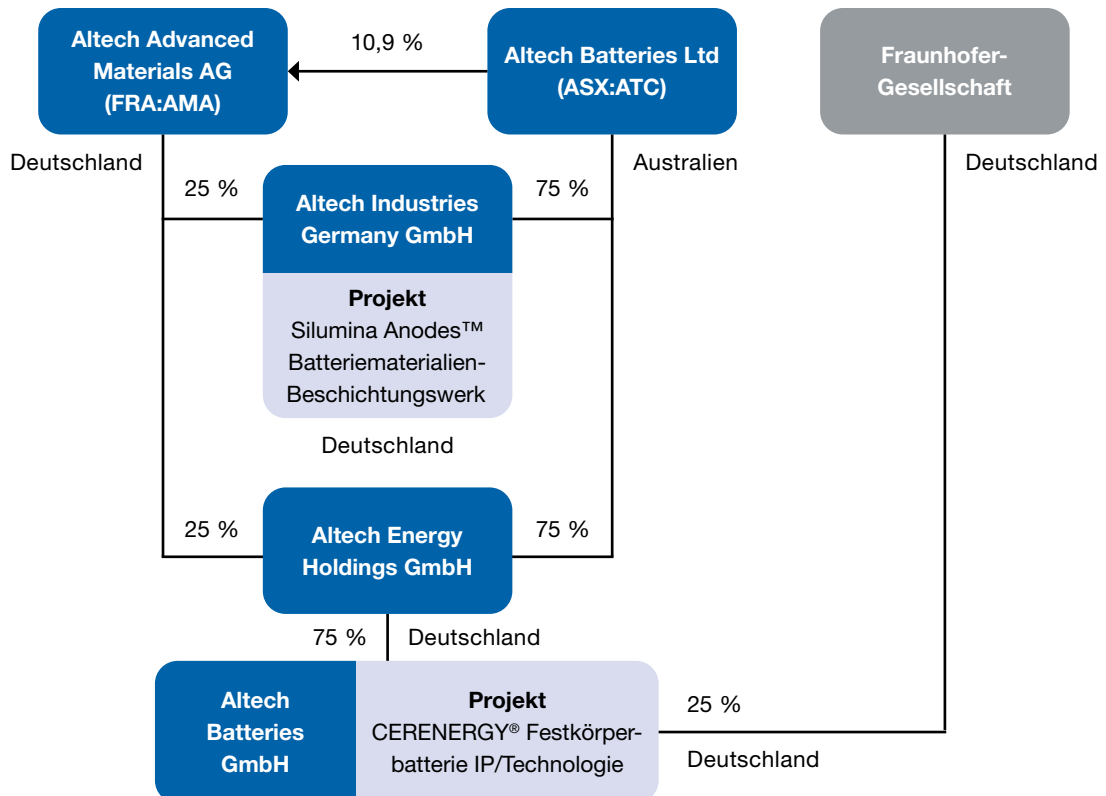 Altech Advanced
Materials AG
(FRA:AMA)
10,9 %
Altech Batteries Ltd
(ASX:ATC)
Fraunhofer-
Gesellschaft
Deutschland
Australien
Deutschland
25 %
Altech Industries
Germany GmbH
75 %
Projekt
Silumina Anodes™
Batteriematerialien-
Beschichtungswerk
Deutschland
25 %
Altech Energy
Holdings GmbH
75 %
75 %
Deutschland
Altech
Batteries
GmbH
Projekt
CERENERGY® Festkörper-
batterie IP/Technologie
25 %
Deutschland